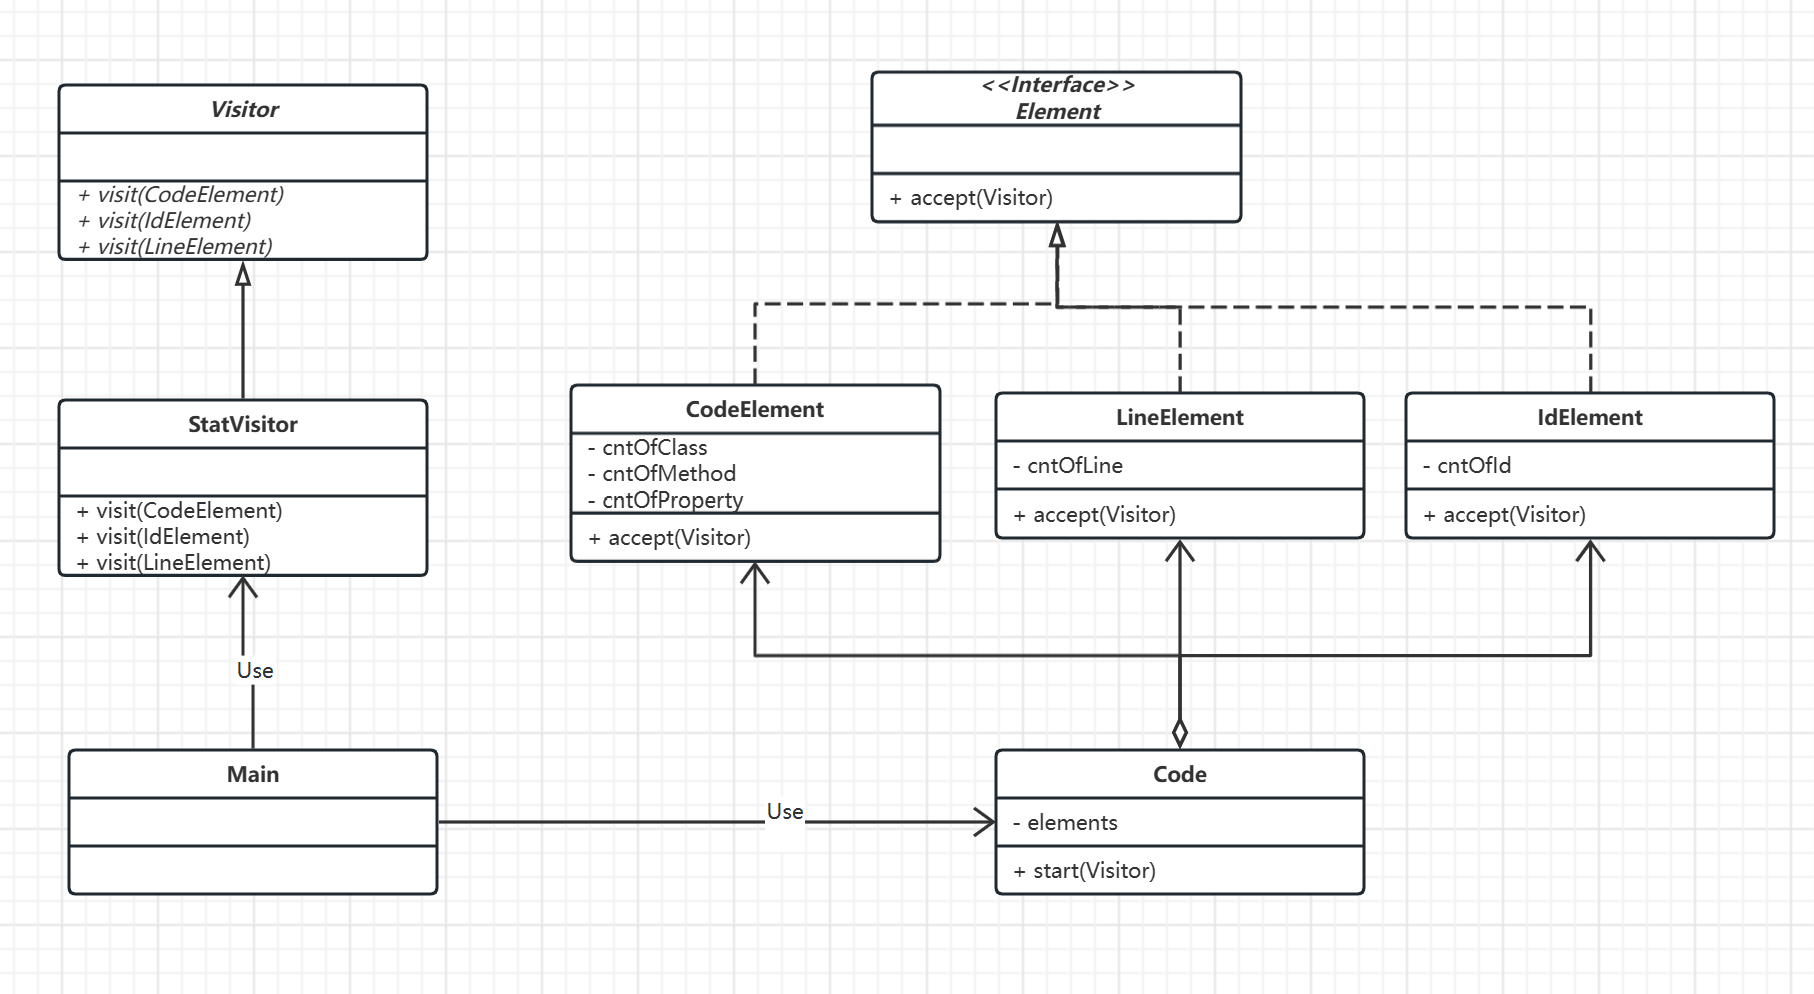 Visitor
+ visit(CodeElement)
+ visit(IdElement)
+ visit(LineElement)
<<Interface>>
Element
+ accept(Visitor)
StatVisitor
+ visit(CodeElement)
+ visit(IdElement)
+ visit(LineElement)
CodeElement
- cntOfClass
- cntOfMethod
- cntOfProperty
+ accept(Visitor)
LineElement
- cntOfLine
+ accept(Visitor)
IdElement
- cntOfId
+ accept(Visitor)
Use
Main
Use
Code
- elements
+ start(Visitor)